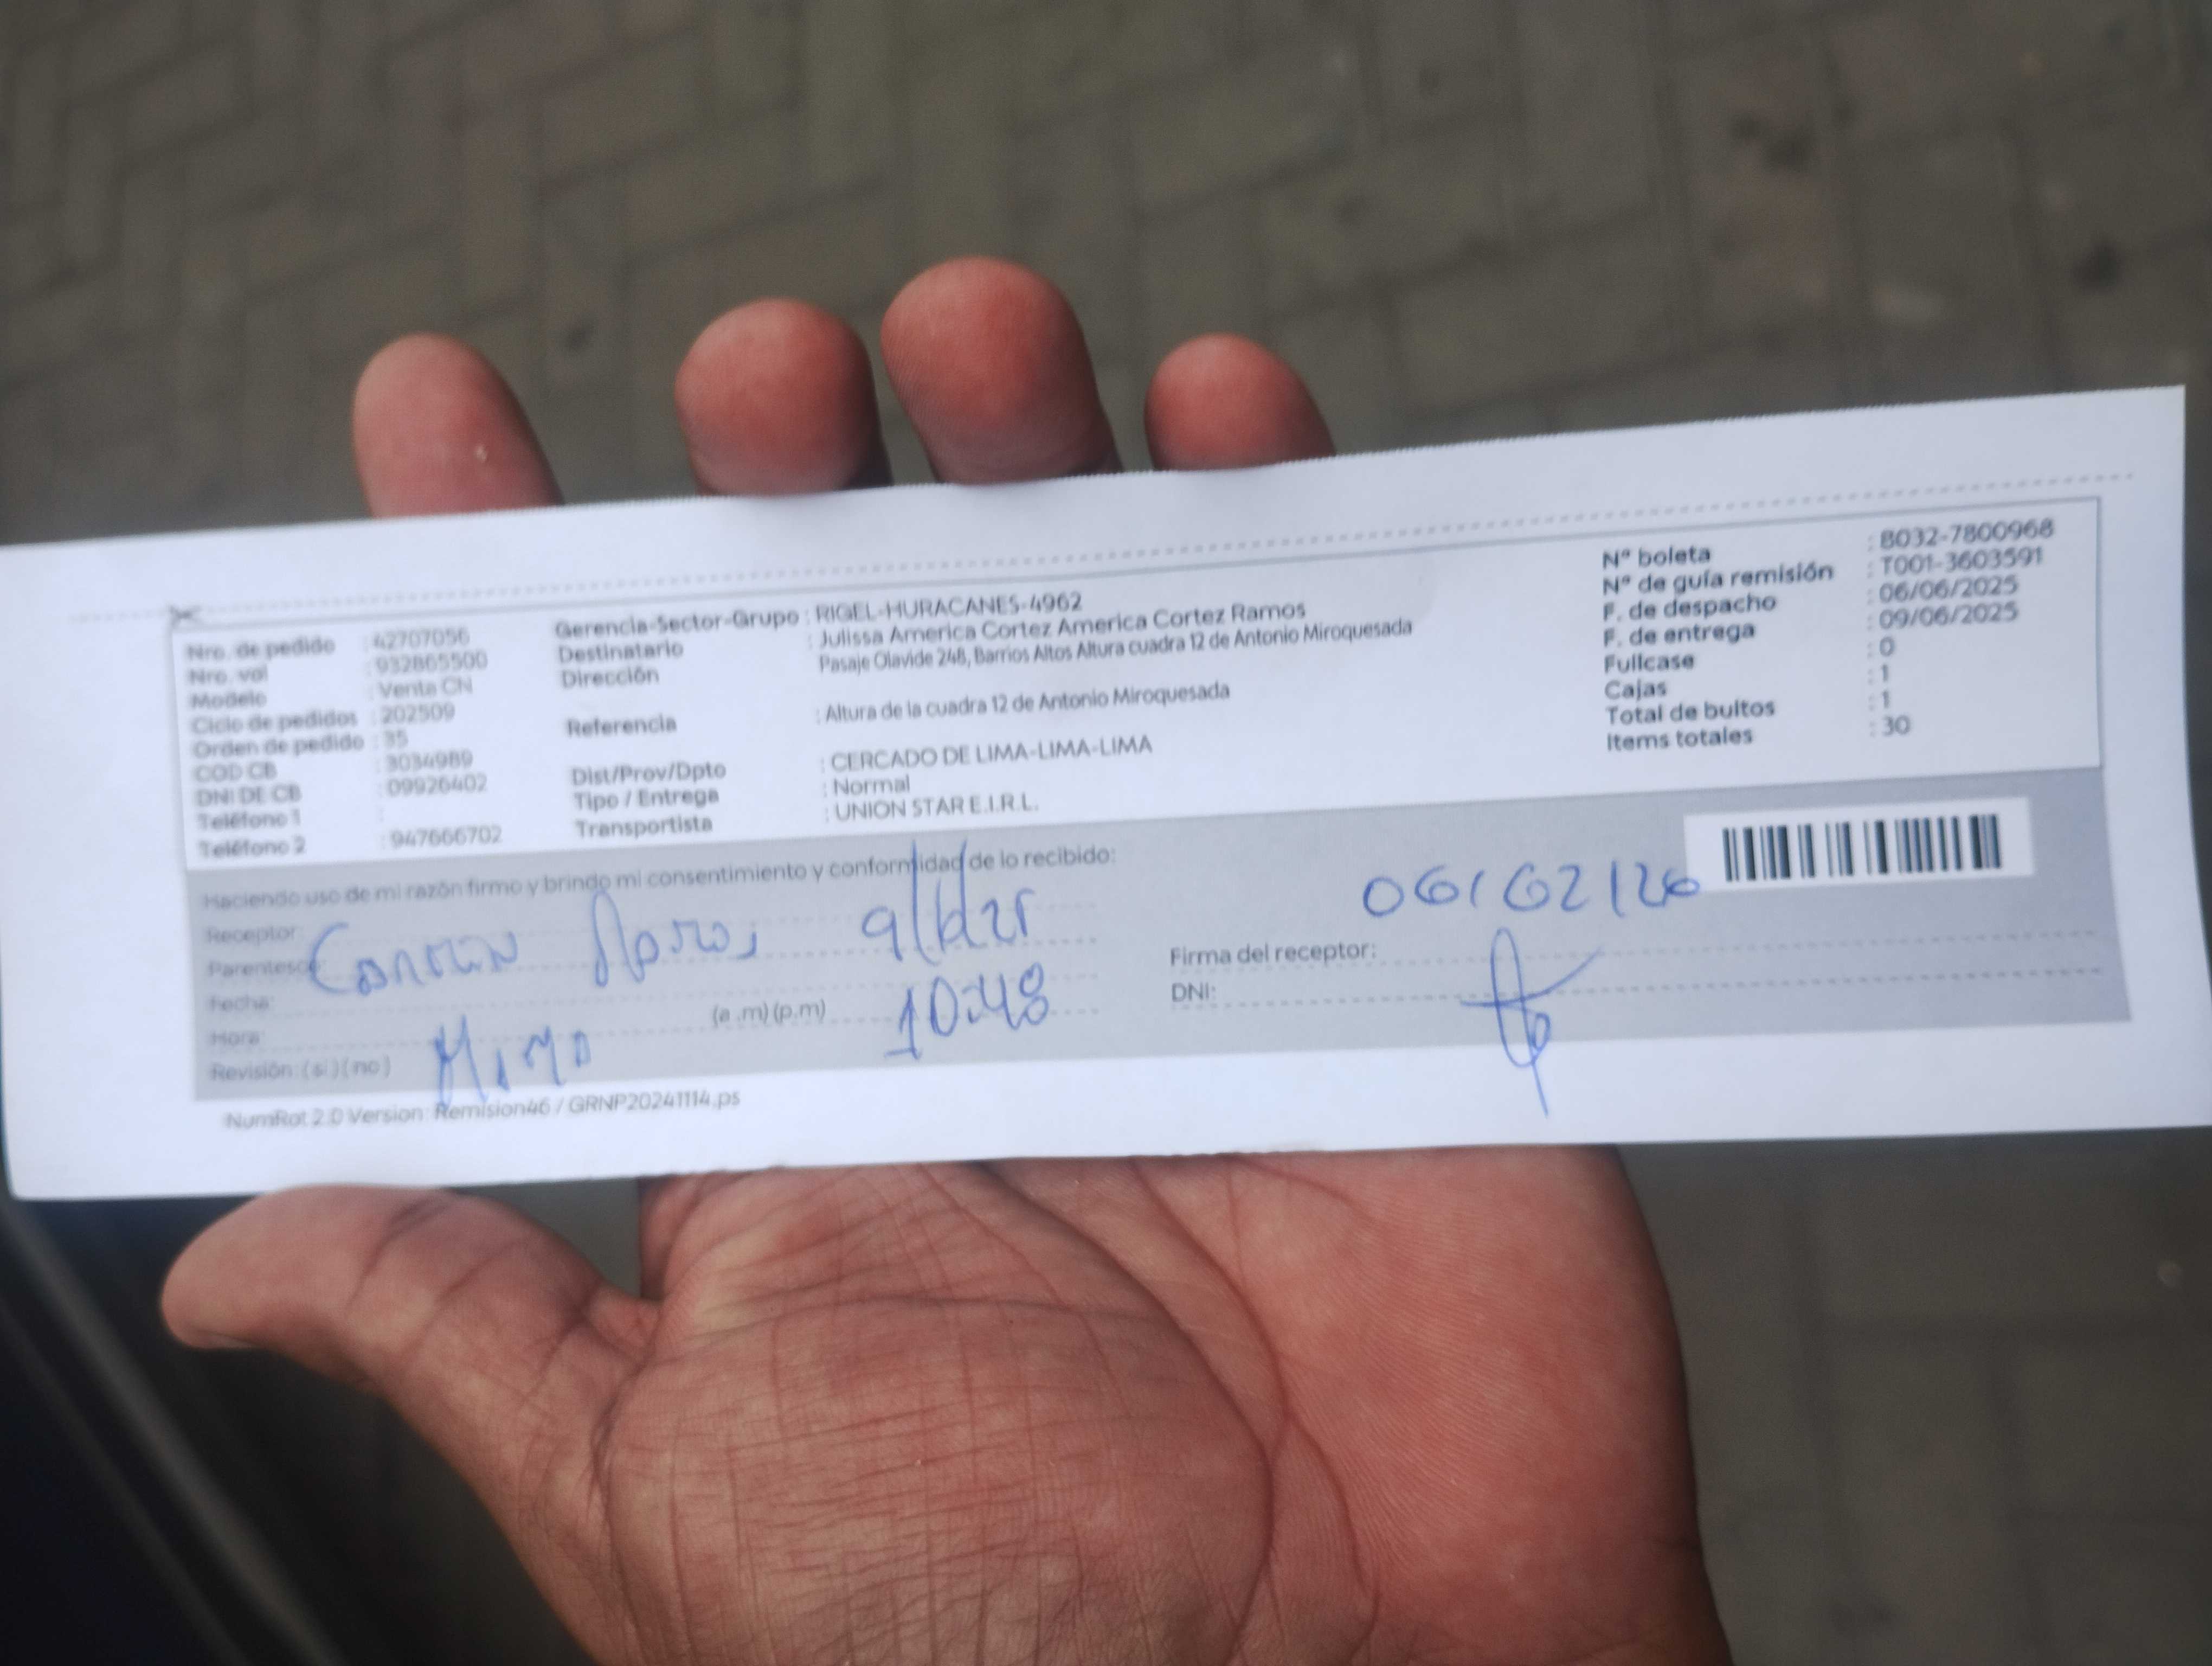 Nro. de pedido : 42707056
Nro. val : 932865500
Modelo : Venta CN
Ciclo de pedidos : 202509
Orden de pedido : 35
COD CB : 3034989
DNI DE CB : 09926402
Teléfono 1 :
Teléfono 2 : 947666702
Gerencia-Sector-Grupo : RIGEL-HURACANES-4962
Destinatario : Julissa America Cortez America Cortez Ramos
Dirección Pasaje Olavide 248, Barrios Altos Altura cuadra 12 de Antonio Miroquesada
Referencia : Altura de la cuadra 12 de Antonio Miroquesada
Dist/Prov/Dpto : CERCADO DE LIMA-LIMA-LIMA
Tipo / Entrega : Normal
Transportista : UNION STAR E.I.R.L.
Nº boleta : B032-7800968
Nº de guía remisión : T001-3603591
F. de despacho : 06/06/2025
F. de entrega : 09/06/2025
Fullcase : 0
Cajas : 1
Total de bultos : 1
Items totales : 30
Haciendo uso de mi razón firmo y brindo mi consentimiento y conformidad de lo recibido:
Receptor:
Parentesco:
Fecha:
Hora: (a .m) (p.m) 10:48
Revisión: ( si ) ( no )
Firma del receptor:
DNI:
NumRot 2.0 Version: Remision46 / GRNP20241114.ps